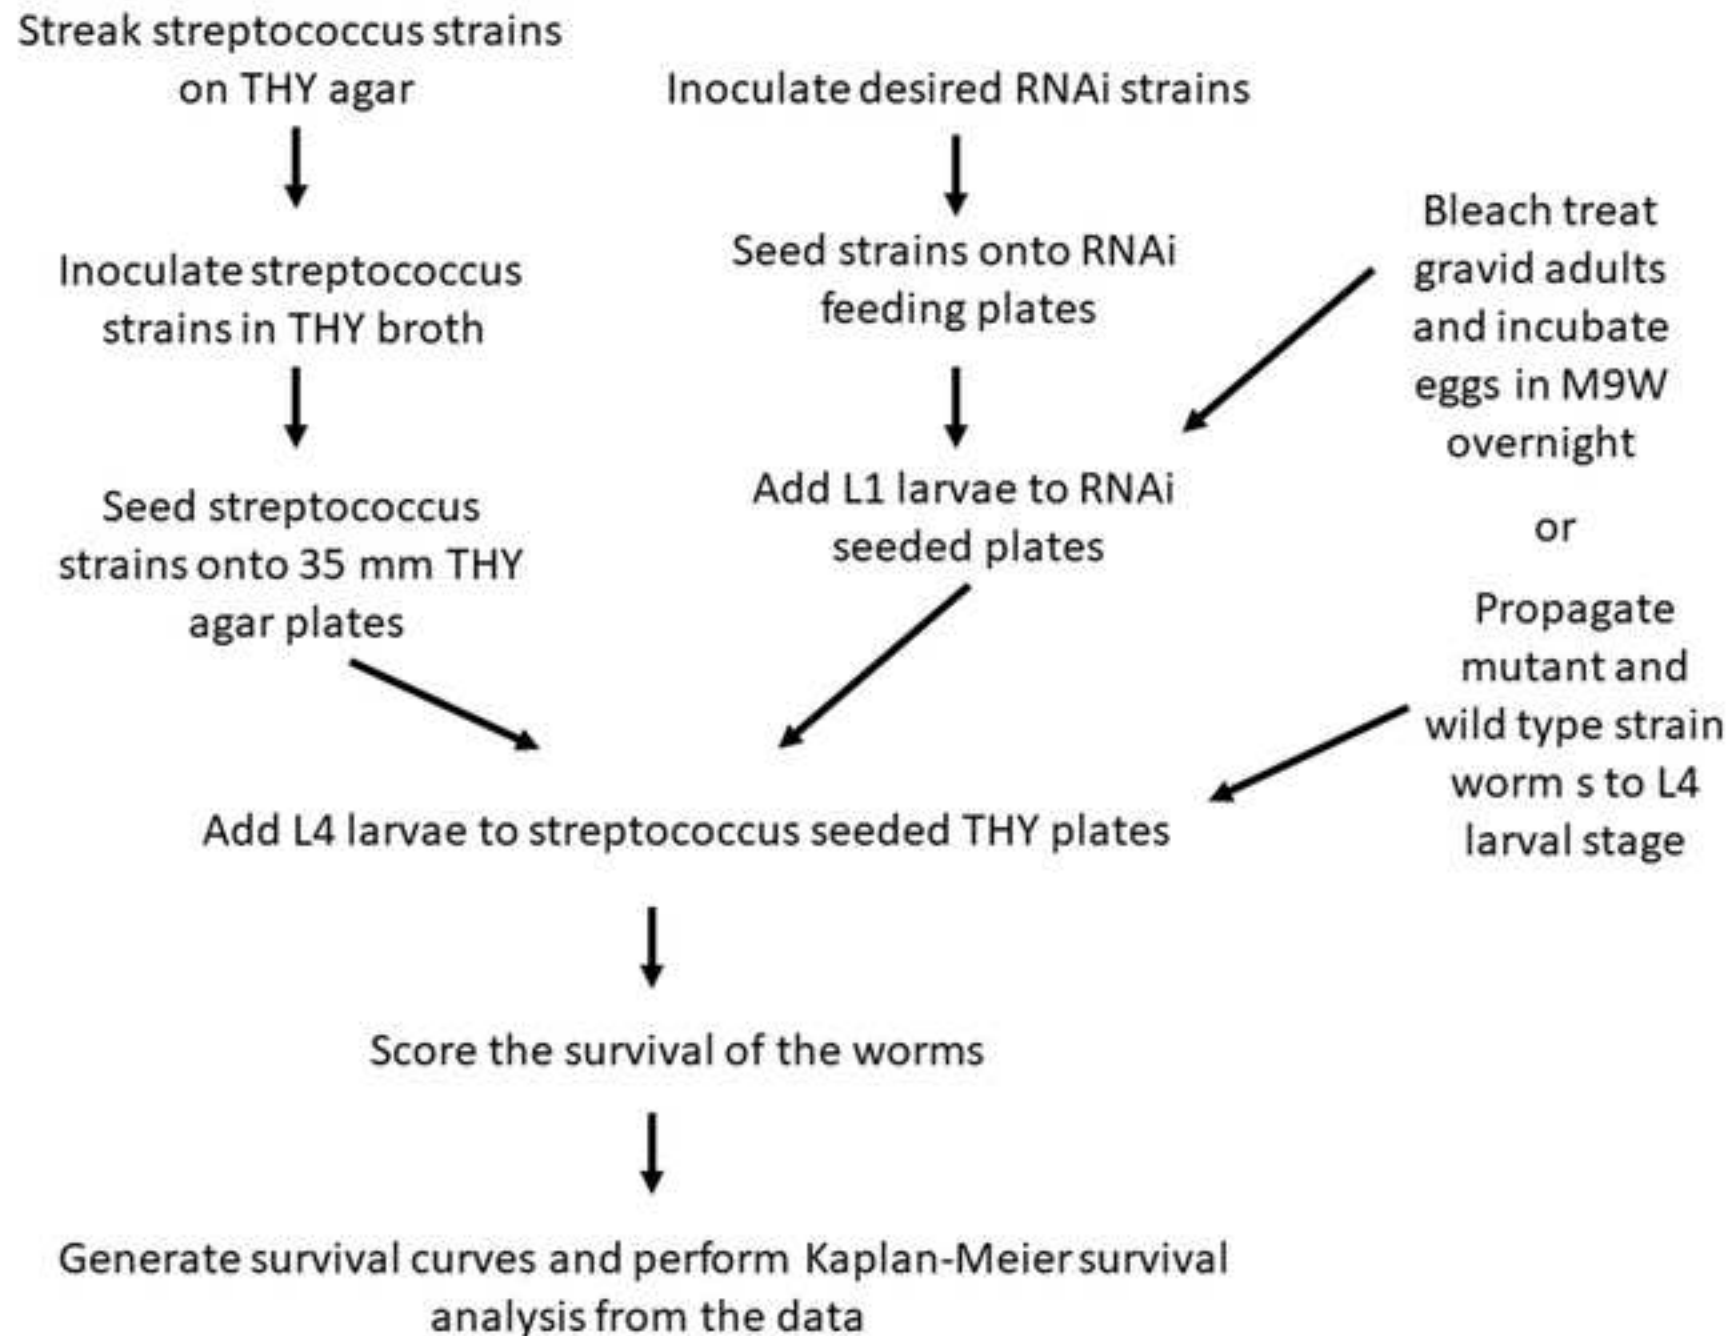 Streak streptococcus strains
on THY agar
Inoculate streptococcus
strains in THY broth
Seed streptococcus
strains onto 35 mm THY
agar plates
Inoculate desired RNAi strains
Seed strains onto RNAi
feeding plates
Add L1 larvae to RNAi
seeded plates
Bleach treat
gravid adults
and incubate
eggs in M9W
overnight
or
Propagate
mutant and
wild type strain
worm s to L4
larval stage
Add L4 larvae to streptococcus seeded THY plates
Score the survival of the worms
Generate survival curves and perform Kaplan-Meier survival
analysis from the data